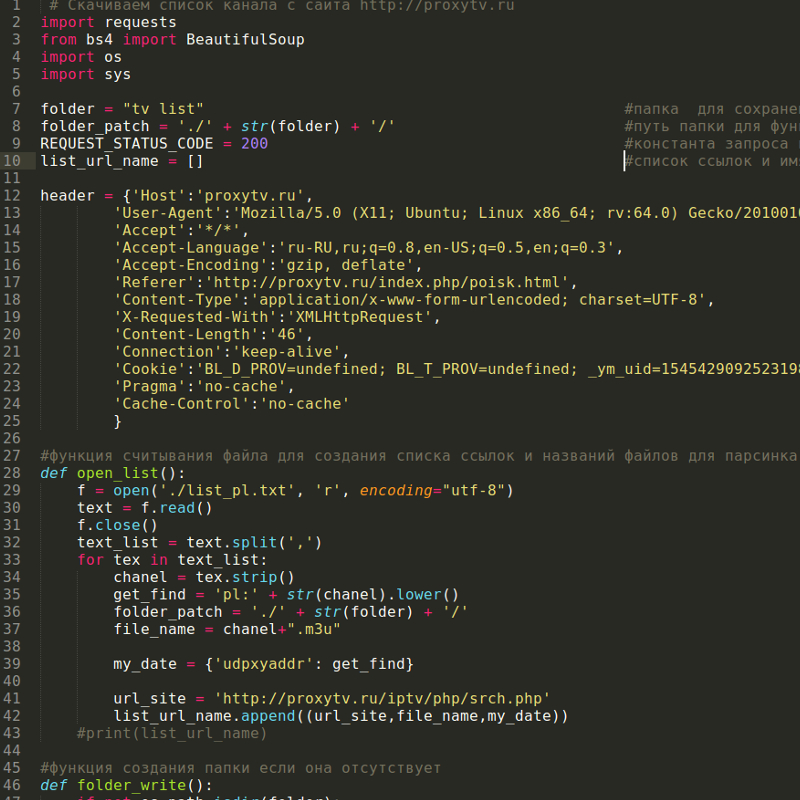 1 # Скачиваем список канала с сайта http://proxytv.ru
2 import requests
3 from bs4 import BeautifulSoup
4 import os
5 import sys
6
7 folder = "tv list" #папка для сохране
8 folder_patch = './' + str(folder) + '/' #путь папки для фун
9 REQUEST_STATUS_CODE = 200 #константа запроса
10 list_url_name = [] #список ссылок и им
11
12 header = {'Host':'proxytv.ru',
13 'User-Agent':'Mozilla/5.0 (X11; Ubuntu; Linux x86_64; rv:64.0) Gecko/2010010
14 'Accept':'*/*',
15 'Accept-Language':'ru-RU,ru;q=0.8,en-US;q=0.5,en;q=0.3',
16 'Accept-Encoding':'gzip, deflate',
17 'Referer':'http://proxytv.ru/index.php/poisk.html',
18 'Content-Type':'application/x-www-form-urlencoded; charset=UTF-8',
19 'X-Requested-With':'XMLHttpRequest',
20 'Content-Length':'46',
21 'Connection':'keep-alive',
22 'Cookie':'BL_D_PROV=undefined; BL_T_PROV=undefined; _ym_uid=1545429092523198
23 'Pragma':'no-cache',
24 'Cache-Control':'no-cache'
25 }
26
27 #функция считывания файла для создания списка ссылок и названий файлов для парсинка
28 def open_list():
29 f = open('./list_pl.txt', 'r', encoding="utf-8")
30 text = f.read()
31 f.close()
32 text_list = text.split(',')
33 for tex in text_list:
34 chanel = tex.strip()
35 get_find = 'pl:' + str(chanel).lower()
36 folder_patch = './' + str(folder) + '/'
37 file_name = chanel+".m3u"
38
39 my_date = {'udpxyaddr': get_find}
40
41 url_site = 'http://proxytv.ru/iptv/php/srch.php'
42 list_url_name.append((url_site,file_name,my_date))
43 #print(list_url_name)
44
45 #функция создания папки если она отсутствует
46 def folder_write():
47 if not os.path.isdir(folder):